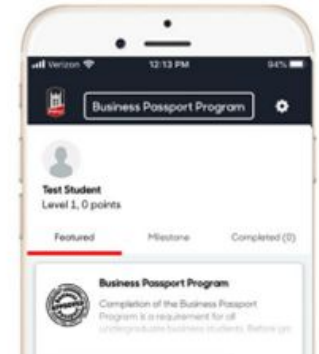 Verizon 12:13 PM 94%
Business Passport Program
Test Student
Level 1, 0 points
Featured Milestone Completed (0)
Business Passport Program
Completion of the Business Passport
Program is a requirement for all
undergraduate business students. Before you